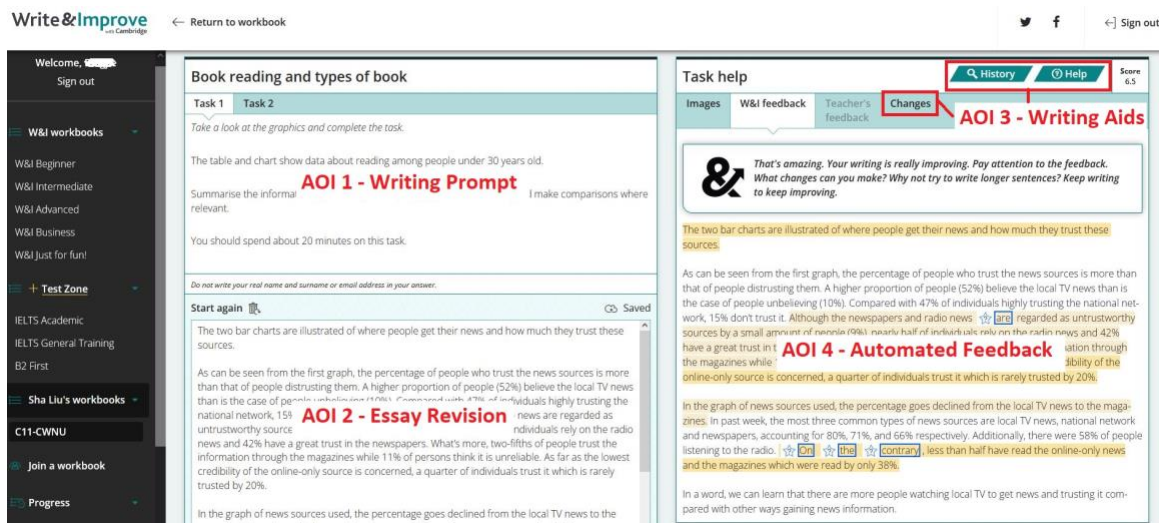 Write&Improve
with Cambridge
← Return to workbook
Sign out
Welcome,
Sign out
W&I workbooks
W&I Beginner
W&I Intermediate
W&I Advanced
W&I Business
W&I Just for fun!
+ Test Zone
IELTS Academic
IELTS General Training
B2 First
Sha Liu's workbooks
C11-CWNU
Join a workbook
Progress
Book reading and types of book
Task 1 Task 2
Take a look at the graphics and complete the task.
The table and chart show data about reading among people under 30 years old.
AOI 1 - Writing Prompt
Summarise the informat I make comparisons where
relevant.
You should spend about 20 minutes on this task.
Do not write your real name and surname or email address in your answer.
Start again Saved
The two bar charts are illustrated of where people get their news and how much they trust these
sources.
As can be seen from the first graph, the percentage of people who trust the news sources is more
than that of people distrusting them. A higher proportion of people (52%) believe the local TV news
than is the case of people unbelieving (10%). Compared with 47% of individuals highly trusting the
national network, 15% news are regarded as
AOI 2 - Essay Revision
untrustworthy source ndividuals rely on the radio
news and 42% have a great trust in the newspapers. What's more, two-fifths of people trust the
information through the magazines while 11% of persons think it is unreliable. As far as the lowest
credibility of the online-only source is concerned, a quarter of individuals trust it which is rarely
trusted by 20%.
In the graph of news sources used, the percentage goes declined from the local TV news to the
Task help
History Help
Score
6.5
Images W&I feedback Teacher's feedback Changes
AOI 3 - Writing Aids
&
That's amazing. Your writing is really improving. Pay attention to the feedback.
What changes can you make? Why not try to write longer sentences? Keep writing
to keep improving.
The two bar charts are illustrated of where people get their news and how much they trust these
sources.
As can be seen from the first graph, the percentage of people who trust the news sources is more than
that of people distrusting them. A higher proportion of people (52%) believe the local TV news than is
the case of people unbelieving (10%). Compared with 47% of individuals highly trusting the national net-
work, 15% don't trust it. Although the newspapers and radio news are regarded as untrustworthy
sources by a small amount of people (9%), nearly half of individuals rely on the radio news and 42%
have a great trust in t ation through
AOI 4 - Automated Feedback
the magazines while dibility of the
online-only source is concerned, a quarter of individuals trust it which is rarely trusted by 20%.
In the graph of news sources used, the percentage goes declined from the local TV news to the maga-
zines. In past week, the most three common types of news sources are local TV news, national network
and newspapers, accounting for 80%, 71%, and 66% respectively. Additionally, there were 58% of people
listening to the radio. On the contrary, less than half have read the online-only news
and the magazines which were read by only 38%.
In a word, we can learn that there are more people watching local TV to get news and trusting it com-
pared with other ways gaining news information.